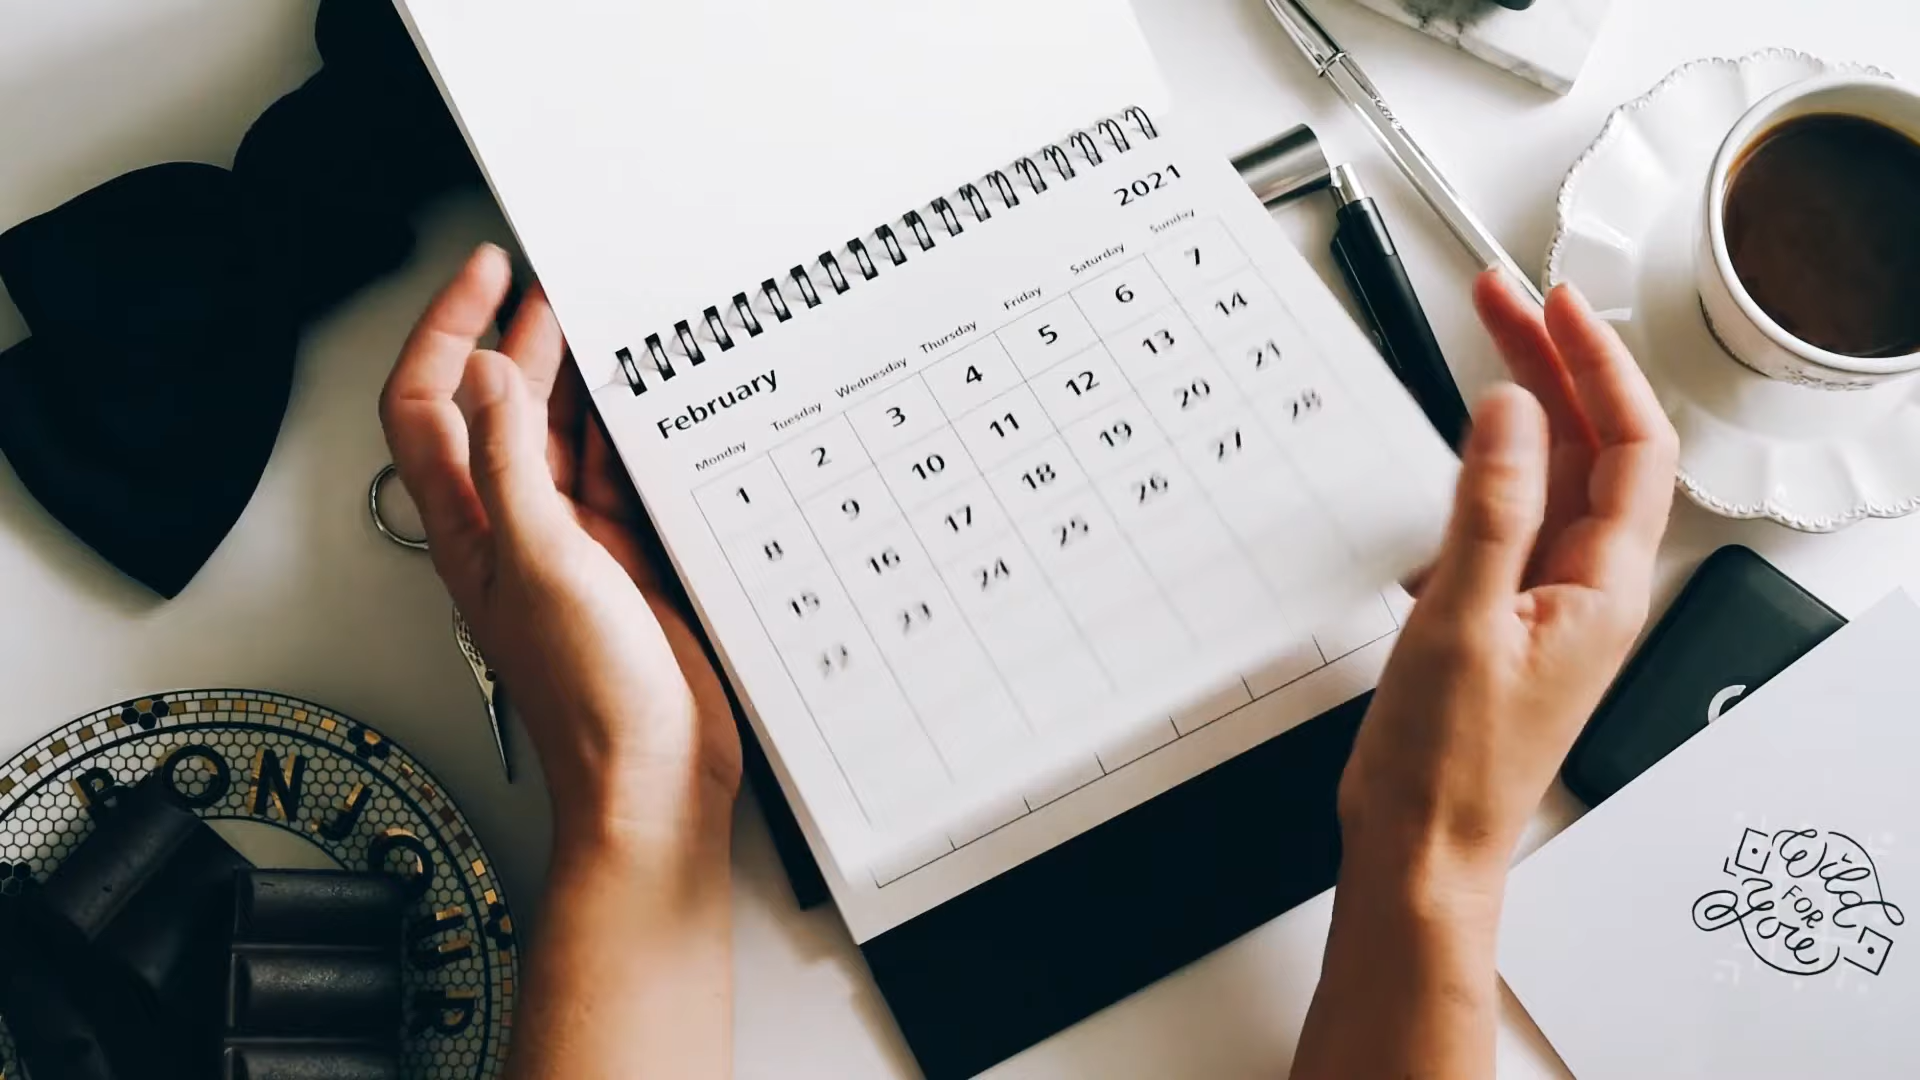 2021
February
Monday Tuesday Wednesday Thursday Friday Saturday Sunday
1 2 3 4 5 6 7
8 9 10 11 12 13 14
15 16 17 18 19 20 21
22 23 24 25 26 27 28
BONJOUR
Wild
FOR
You